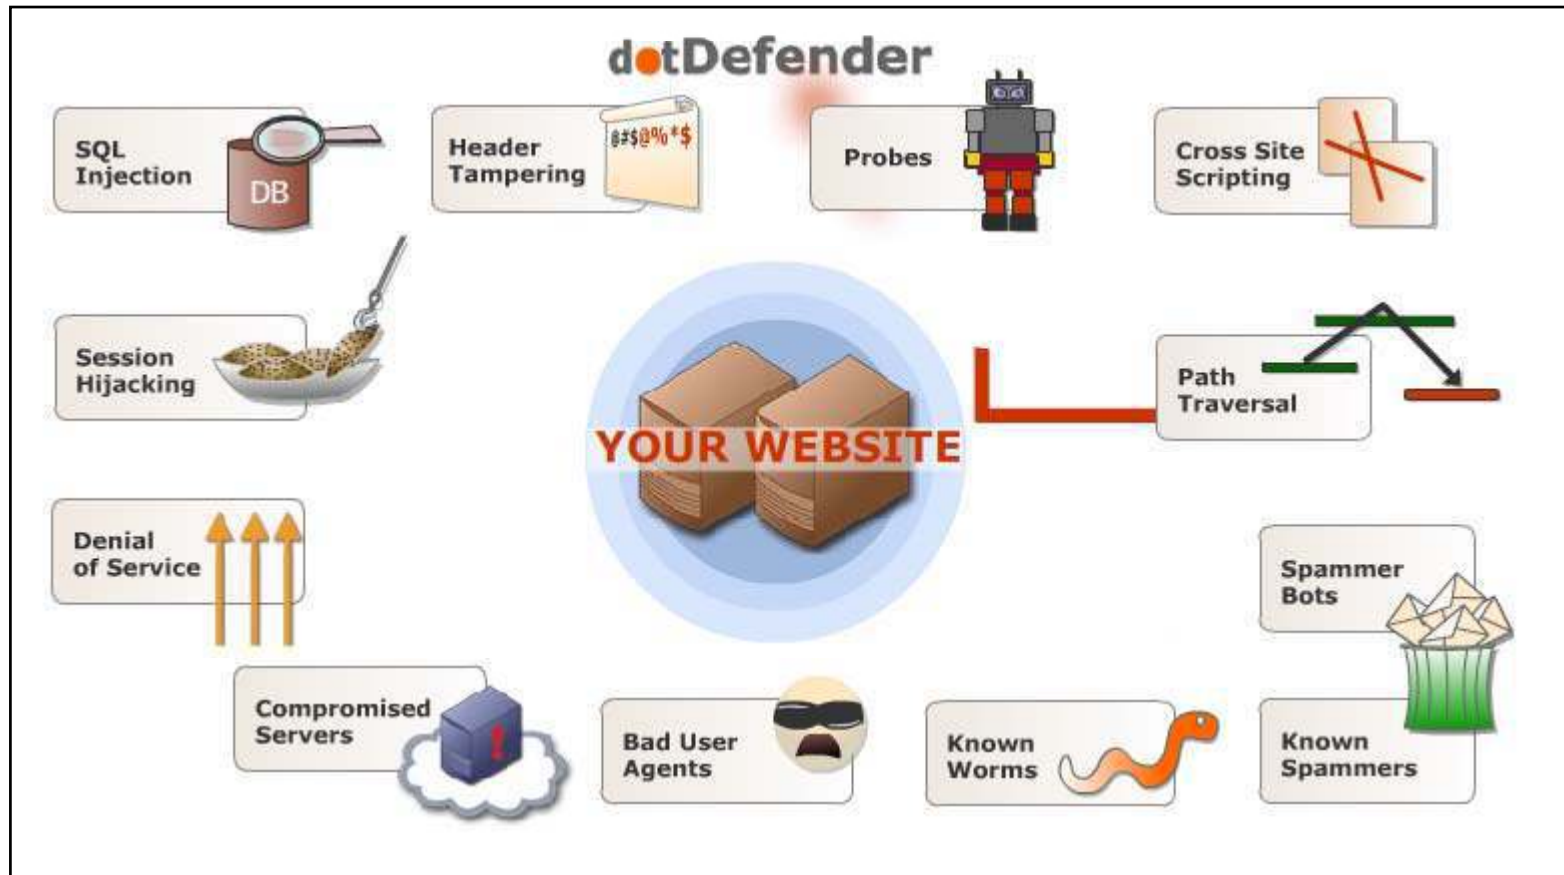 dotDefender
SQL
Injection
DB
Header
Tampering
@#$@%*$
Probes
Cross Site
Scripting
Session
Hijacking
YOUR WEBSITE
Path
Traversal
Denial
of Service
Spammer
Bots
Compromised
Servers
!
Bad User
Agents
Known
Worms
Known
Spammers